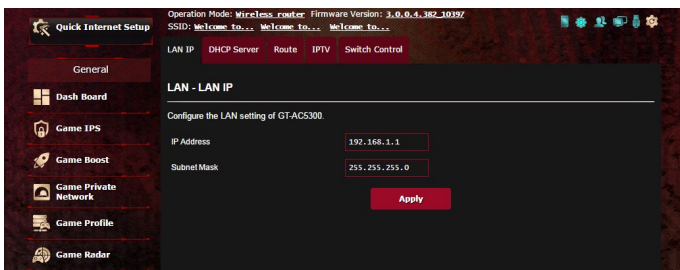 Quick Internet Setup
General
Dash Board
Game IPS
Game Boost
Game Private
Network
Game Profile
Game Radar
Operation Mode: Wireless router Firmware Version: 3.0.0.4.382_10397
SSID: Welcome to... Welcome to... Welcome to...
LAN IP DHCP Server Route IPTV Switch Control
LAN - LAN IP
Configure the LAN setting of GT-AC5300.
IP Address 192.168.1.1
Subnet Mask 255.255.255.0
Apply